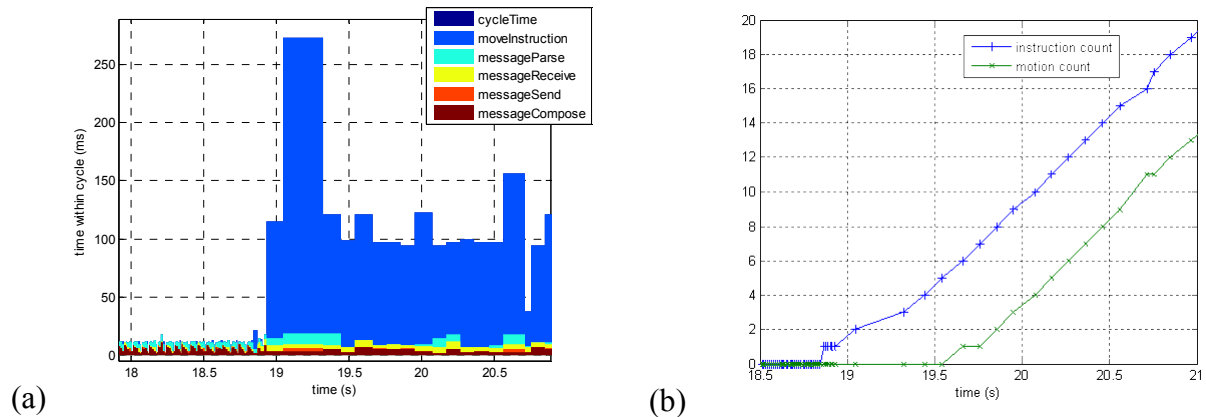 cycleTime
moveInstruction
messageParse
messageReceive
messageSend
messageCompose
250
200
150
100
50
0
time within cycle (ms)
18
18.5
19
19.5
20
20.5
time (s)
(a)
20
18
16
14
12
10
8
6
4
2
0
instruction count
motion count
18.5
19
19.5
20
20.5
21
time (s)
(b)